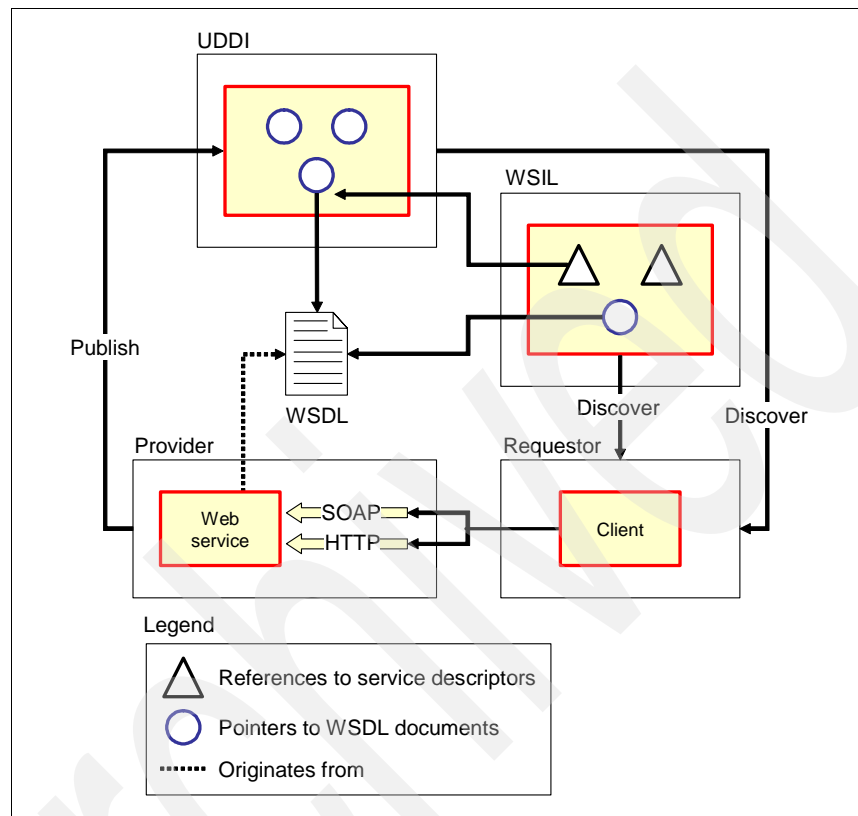 UDDI
WSIL
Publish
WSDL
Discover
Discover
Provider
Requestor
Web
service
SOAP
HTTP
Client
Legend
References to service descriptors
Pointers to WSDL documents
Originates from